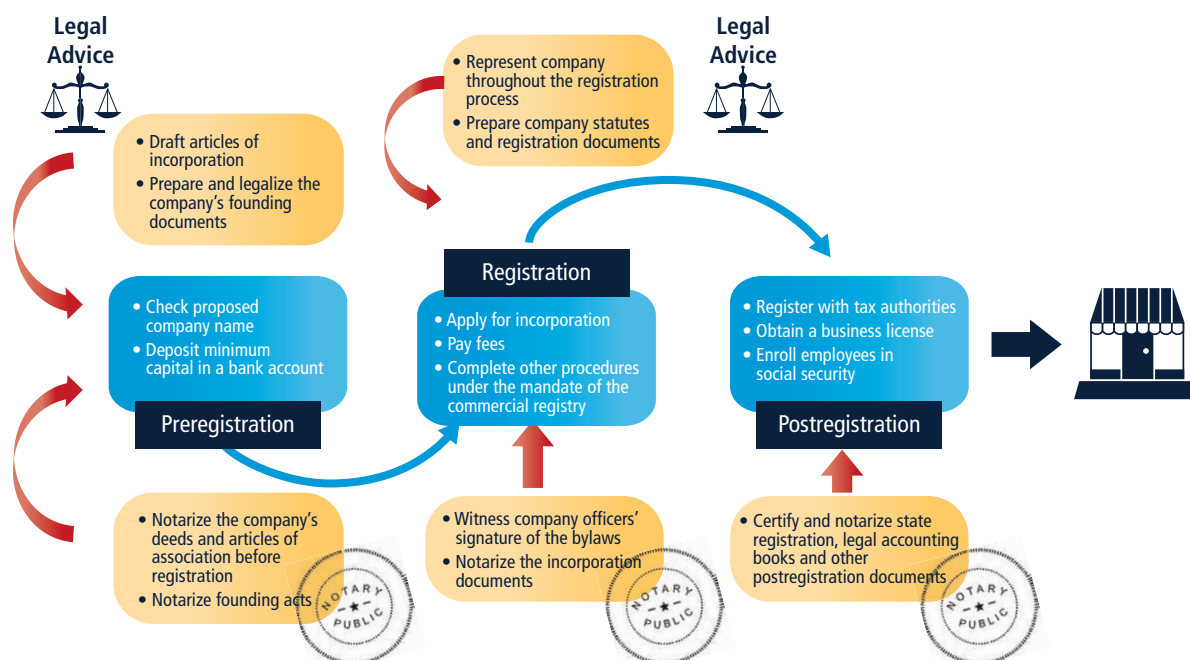 Legal
Advice
• Draft articles of
incorporation
• Prepare and legalize the
company's founding
documents
• Represent company
throughout the registration
process
• Prepare company statutes
and registration documents
Legal
Advice
• Check proposed
company name
• Deposit minimum
capital in a bank account
Preregistration
Registration
• Apply for incorporation
• Pay fees
• Complete other procedures
under the mandate of the
commercial registry
• Register with tax authorities
• Obtain a business license
• Enroll employees in
social security
Postregistration
• Notarize the company's
deeds and articles of
association before
registration
• Notarize founding acts
NOTARY
PUBLIC
• Witness company officers'
signature of the bylaws
• Notarize the incorporation
documents
NOTARY
PUBLIC
• Certify and notarize state
registration, legal accounting
books and other
postregistration documents
NOTARY
PUBLIC